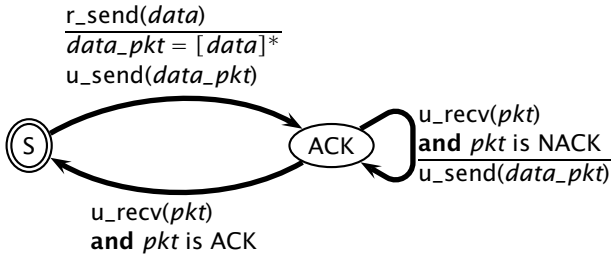 r_send(data)
data_pkt = [data]*
u_send(data_pkt)
S
ACK
u_recv(pkt)
and pkt is NACK
u_send(data_pkt)
u_recv(pkt)
and pkt is ACK